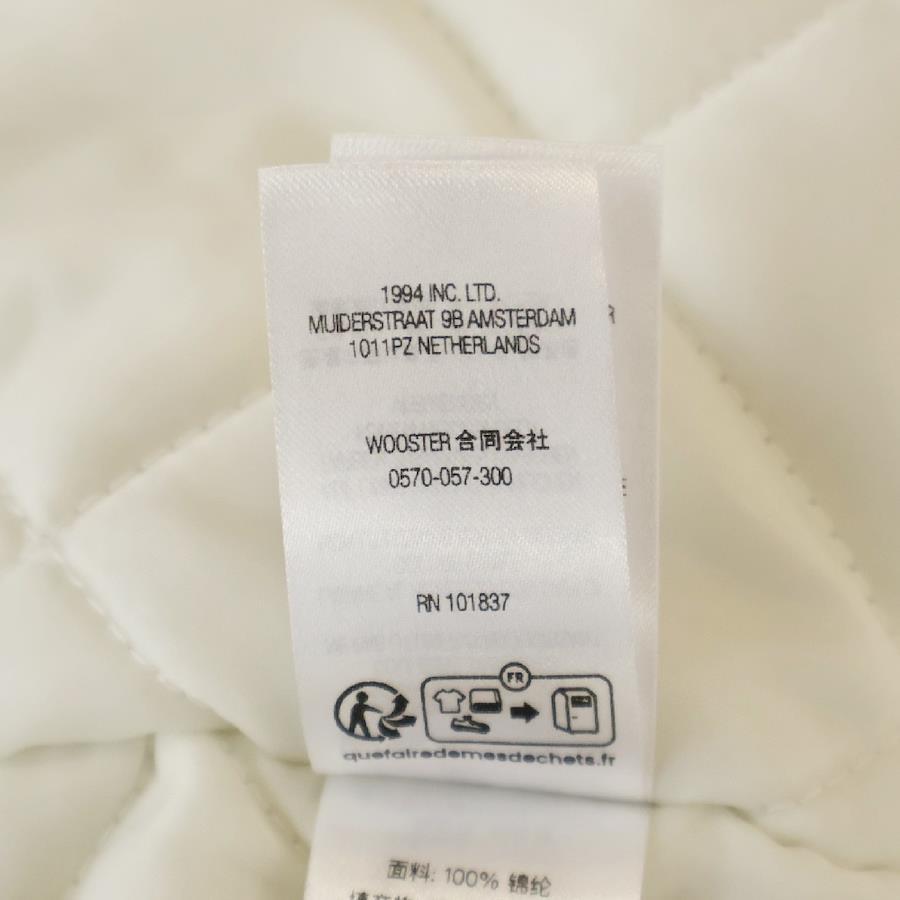 1994 INC. LTD.
MUIDERSTRAAT 9B AMSTERDAM
1011PZ NETHERLANDS
WOOSTER 合同会社
0570-057-300
RN 101837
FR
quefairedemesdechets.fr
面料: 100% 锦纶